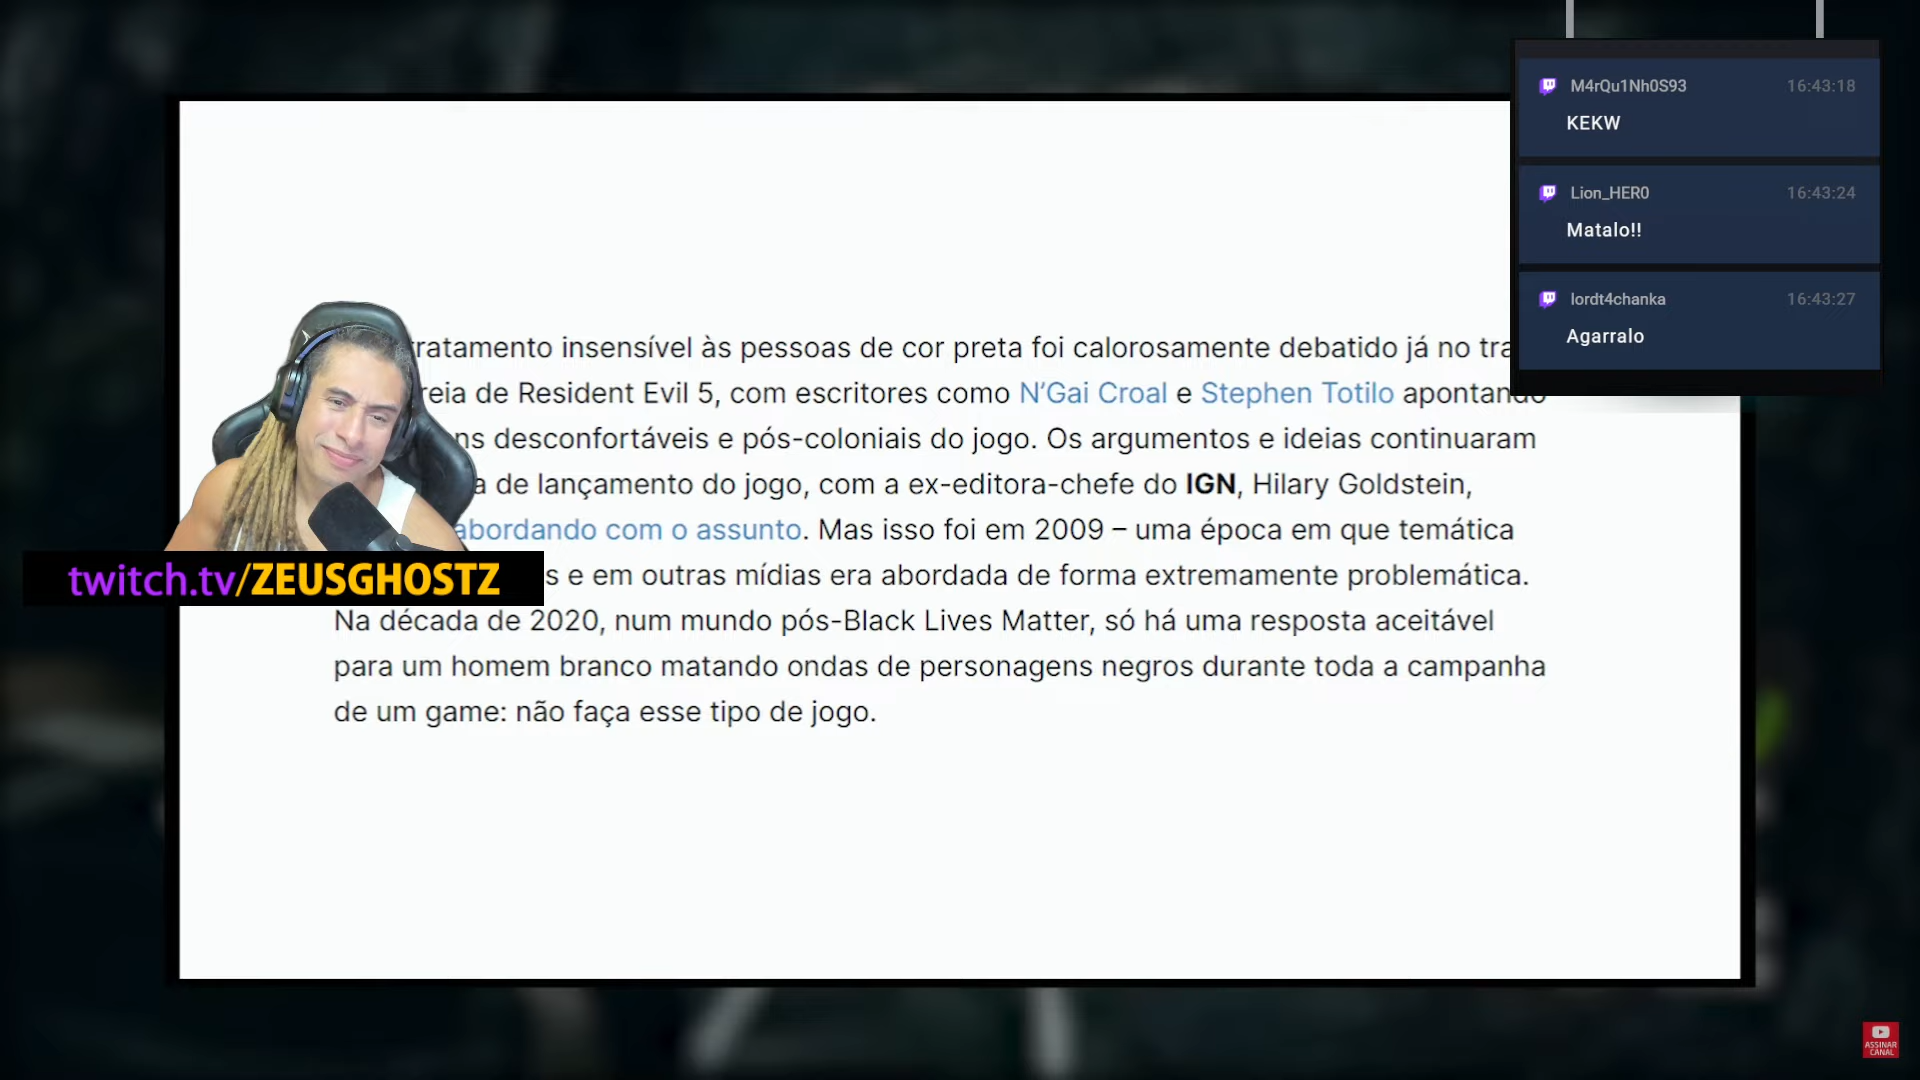 M4rQu1Nh0S93 16:43:18
KEKW
Lion_HER0 16:43:24
Matalo!!
lordt4chanka 16:43:27
Agarralo
tratamento insensível às pessoas de cor preta foi calorosamente debatido já no
de Resident Evil 5, com escritores como N’Gai Croal e Stephen Totilo apontando
desconfortáveis e pós-coloniais do jogo. Os argumentos e ideias continuaram
de lançamento do jogo, com a ex-editora-chefe do IGN, Hilary Goldstein,
abordando com o assunto. Mas isso foi em 2009 – uma época em que temática
e em outras mídias era abordada de forma extremamente problemática.
Na década de 2020, num mundo pós-Black Lives Matter, só há uma resposta aceitável
para um homem branco matando ondas de personagens negros durante toda a campanha
de um game: não faça esse tipo de jogo.
twitch.tv/ZEUSGHOSTZ
ASSINAR
CANAL